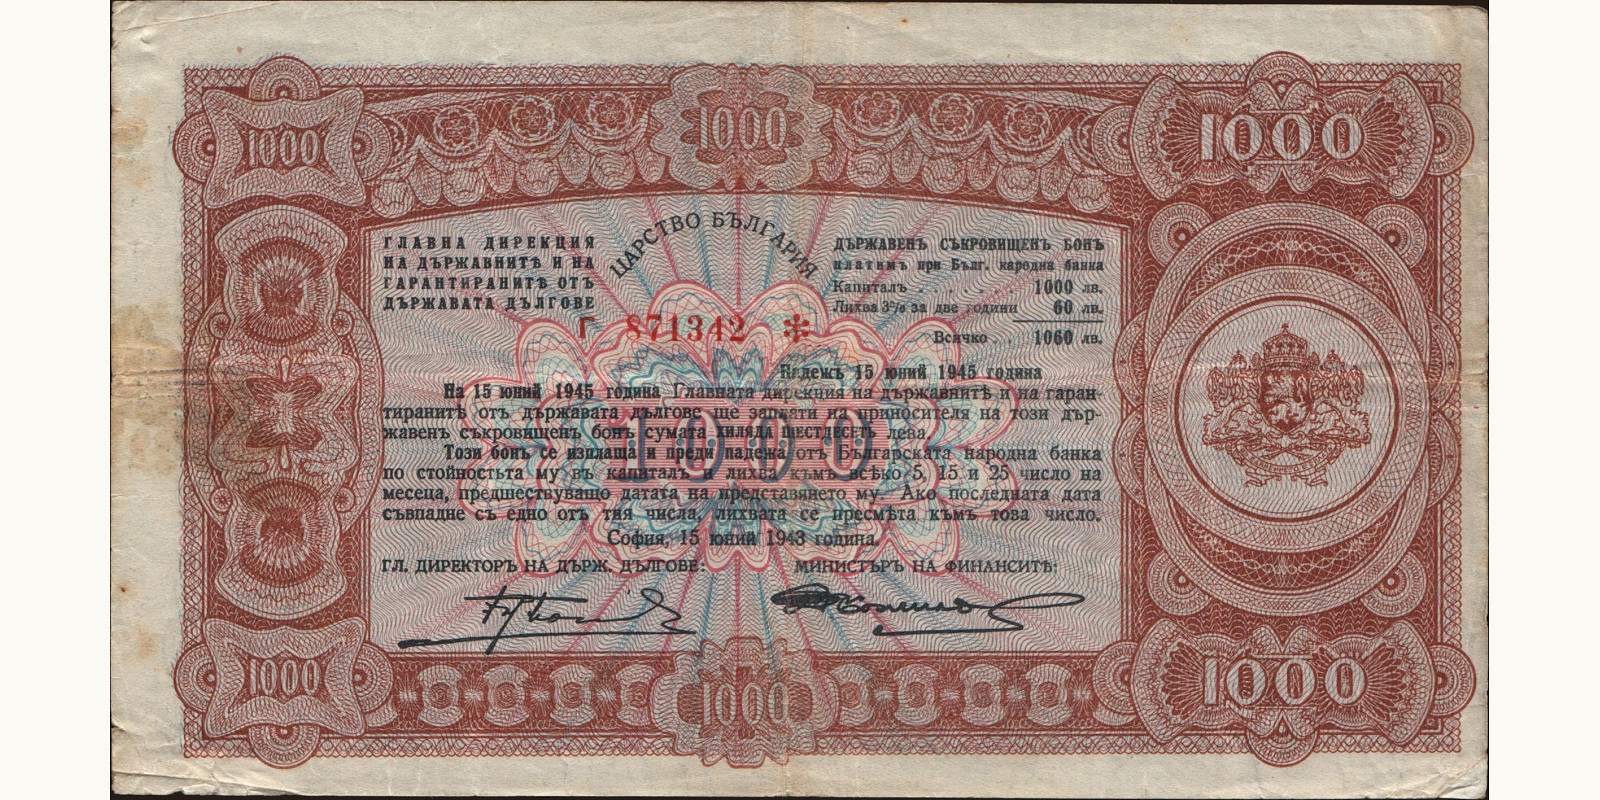 1000
1000
1000
ЦАРСТВО БЪЛГАРИЯ
ГЛАВНА ДИРЕКЦИЯ
НА ДЪРЖАВНИТѢ И НА
ГАРАНТИРАНИТѢ ОТЪ
ДЪРЖАВАТА ДЪЛГОВЕ
ДЪРЖАВЕНЪ СЪКРОВИЩЕНЪ БОНЪ
платимъ при Бълг. народна банка
Капиталъ . . . . . 1000 лв.
Лихва 3% за две години 60 лв.
Всичко . . 1060 лв.
Г 871342 *
Падежъ 15 юний 1945 година
На 15 юний 1945 година Главната дирекция на държавнитѣ и на гаран-
тиранитѣ отъ държавата дългове ще заплати на приносителя на този дър-
жавенъ съкровищенъ бонъ сумата ХИЛЯДА ШЕСТДЕСЕТЬ лева.
1000
Този бонъ се изплаща и преди падежа отъ Българската народна банка
по стойностьта му въ капиталъ и лихва къмъ всѣко 5, 15 и 25 число на
месеца, предшествуващо датата на представянето му. Ако последната дата
съвпадне съ едно отъ тия числа, лихвата се пресмѣта къмъ това число.
София, 15 юний 1943 година.
ГЛ. ДИРЕКТОРЪ НА ДЪРЖ. ДЪЛГОВЕ:
МИНИСТЪРЪ НА ФИНАНСИТѢ:
1000
1000
1000